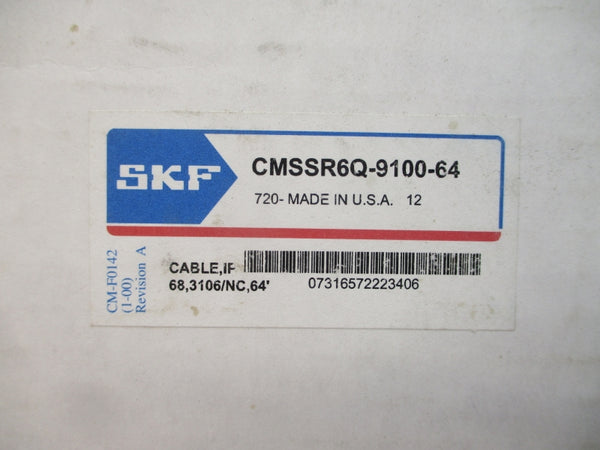 SKF
CMSSR6Q-9100-64
720- MADE IN U.S.A. 12
CABLE,IP
68,3106/NC,64'
07316572223406
CM-F0142
(1-00)
Revision A